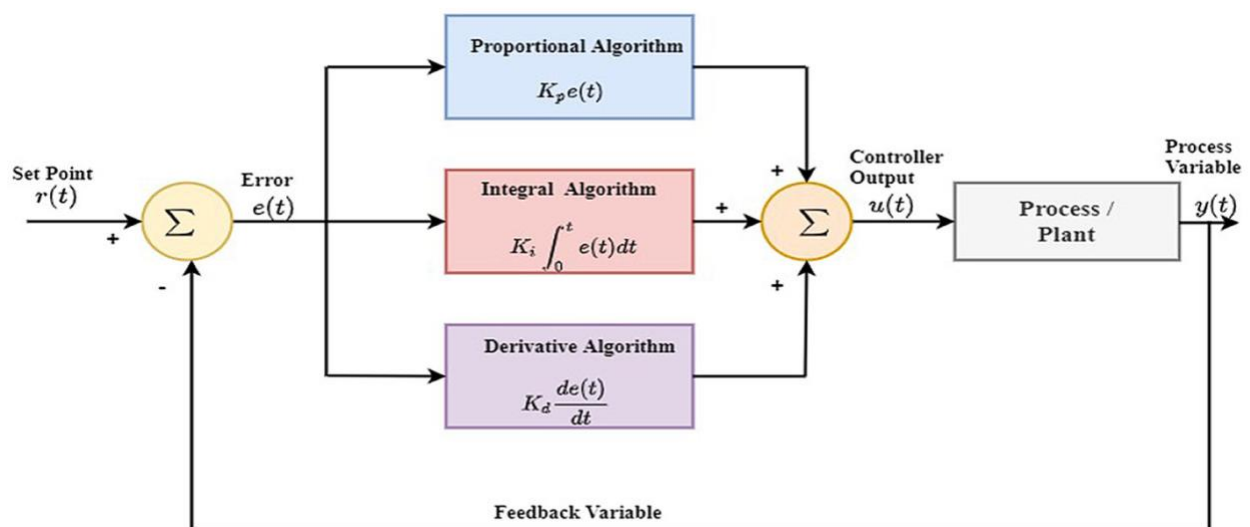 Proportional Algorithm
K_p e(t)
Set Point
r(t)
+
-
Σ
Error
e(t)
Integral Algorithm
K_i ∫_0^t e(t)dt
Derivative Algorithm
K_d de(t)/dt
+
+
+
Σ
Controller
Output
u(t)
Process /
Plant
Process
Variable
y(t)
Feedback Variable